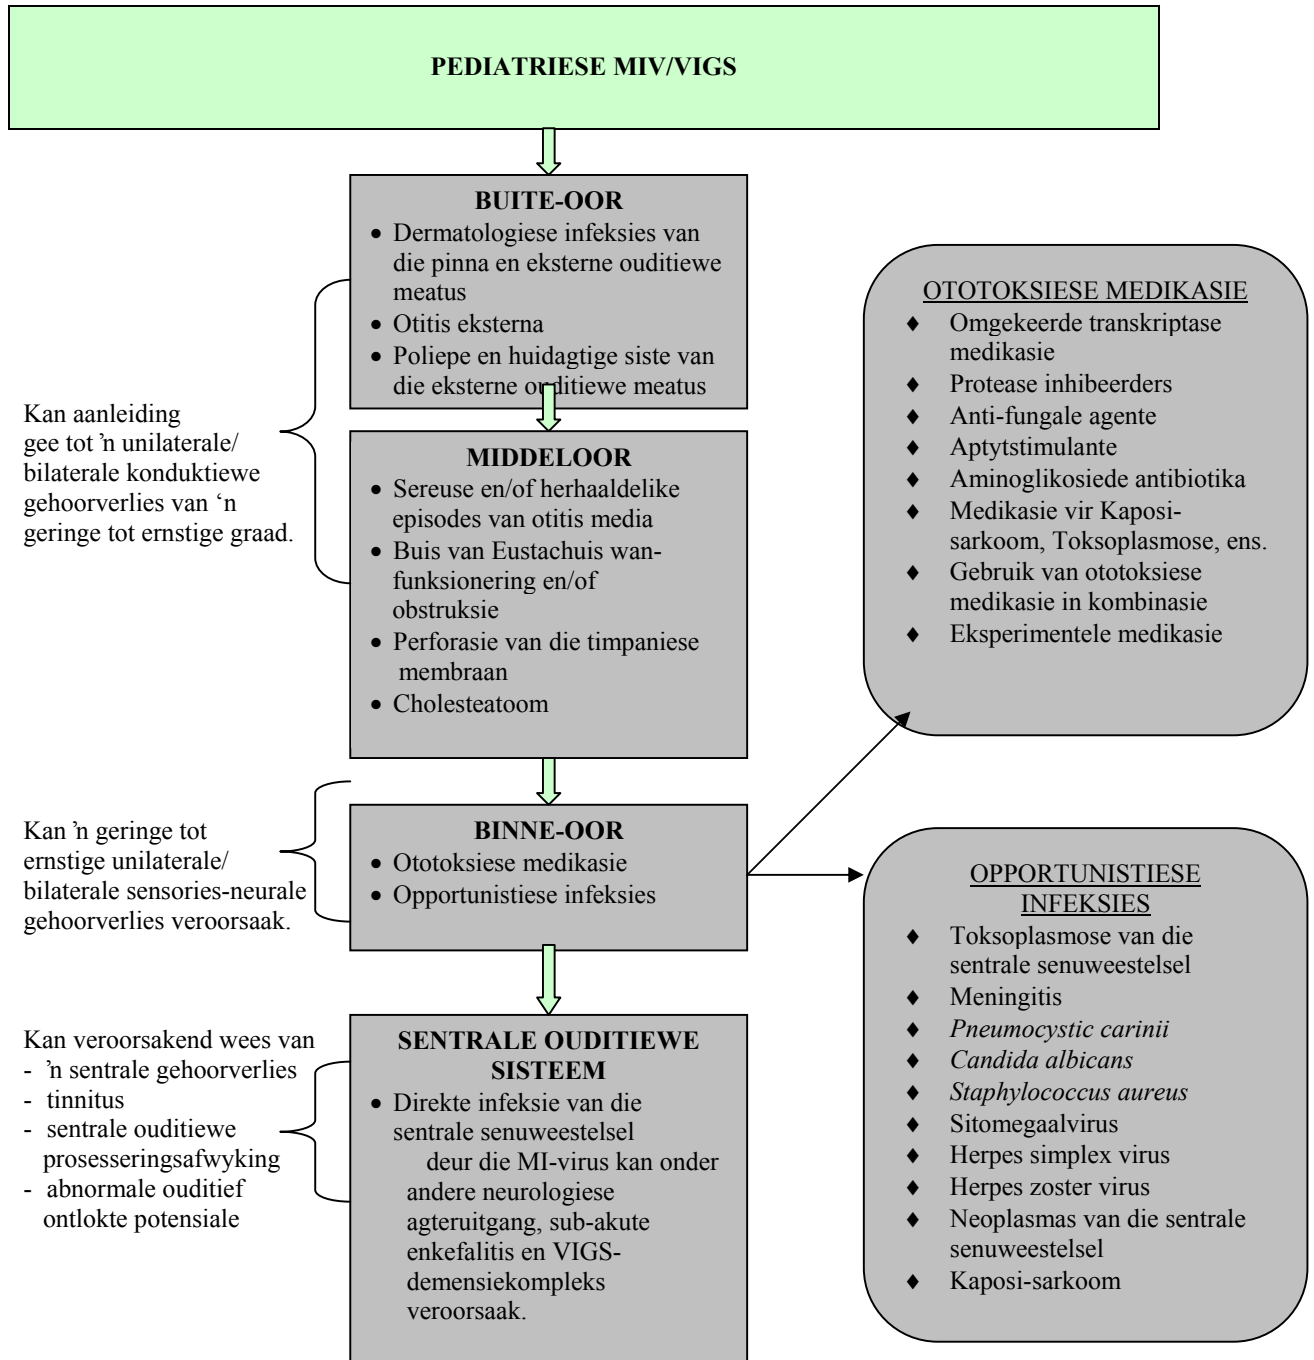 PEDIATRIESE MIV/VIGS
BUITE-OOR
• Dermatologiese infeksies van
die pinna en eksterne ouditiewe
meatus
• Otitis eksterna
• Poliepe en huidagtige siste van
die eksterne ouditiewe meatus
Kan aanleiding
gee tot 'n unilaterale/
bilaterale konduktiewe
gehoorverlies van ‘n
geringe tot ernstige graad.
MIDDELOOR
• Sereuse en/of herhaaldelike
episodes van otitis media
• Buis van Eustachuis wan-
funksionering en/of
obstruksie
• Perforasie van die timpaniese
membraan
• Cholesteatoom
OTOTOKSIESE MEDIKASIE
♦ Omgekeerde transkriptase
medikasie
♦ Protease inhibeerders
♦ Anti-fungale agente
♦ Aptytstimulante
♦ Aminoglikosiede antibiotika
♦ Medikasie vir Kaposi-
sarkoom, Toksoplasmose, ens.
♦ Gebruik van ototoksiese
medikasie in kombinasie
♦ Eksperimentele medikasie
Kan 'n geringe tot
ernstige unilaterale/
bilaterale sensories-neurale
gehoorverlies veroorsaak.
BINNE-OOR
• Ototoksiese medikasie
• Opportunistiese infeksies
OPPORTUNISTIESE
INFEKSIES
♦ Toksoplasmose van die
sentrale senuweestelsel
♦ Meningitis
♦ Pneumocystic carinii
♦ Candida albicans
♦ Staphylococcus aureus
♦ Sitomegaalvirus
♦ Herpes simplex virus
♦ Herpes zoster virus
♦ Neoplasmas van die sentrale
senuweestelsel
♦ Kaposi-sarkoom
Kan veroorsakend wees van
- 'n sentrale gehoorverlies
- tinnitus
- sentrale ouditiewe
prosesseringsafwyking
- abnormale ouditief
ontlokte potensiale
SENTRALE OUDITIEWE
SISTEEM
• Direkte infeksie van die
sentrale senuweestelsel
deur die MI-virus kan onder
andere neurologiese
agteruitgang, sub-akute
enkefalitis en VIGS-
demensiekompleks
veroorsaak.